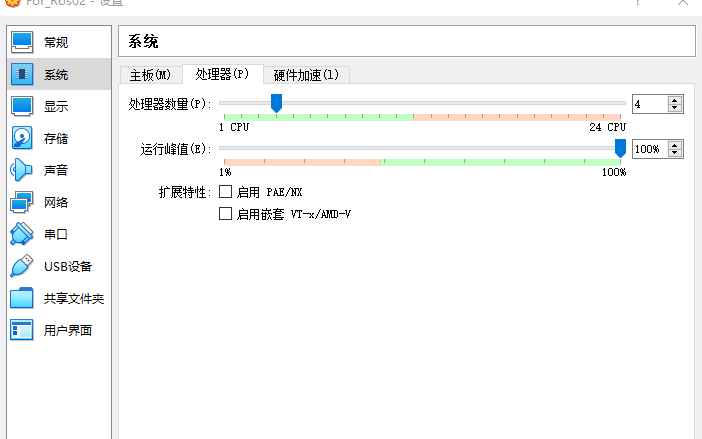 For_Ros02 - 设置
常规
系统
显示
存储
声音
网络
串口
USB设备
共享文件夹
用户界面
系统
主板(M) 处理器(P) 硬件加速(l)
处理器数量(P): 4
1 CPU 24 CPU
运行峰值(E): 100%
1% 100%
扩展特性: 启用 PAE/NX
启用嵌套 VT-x/AMD-V